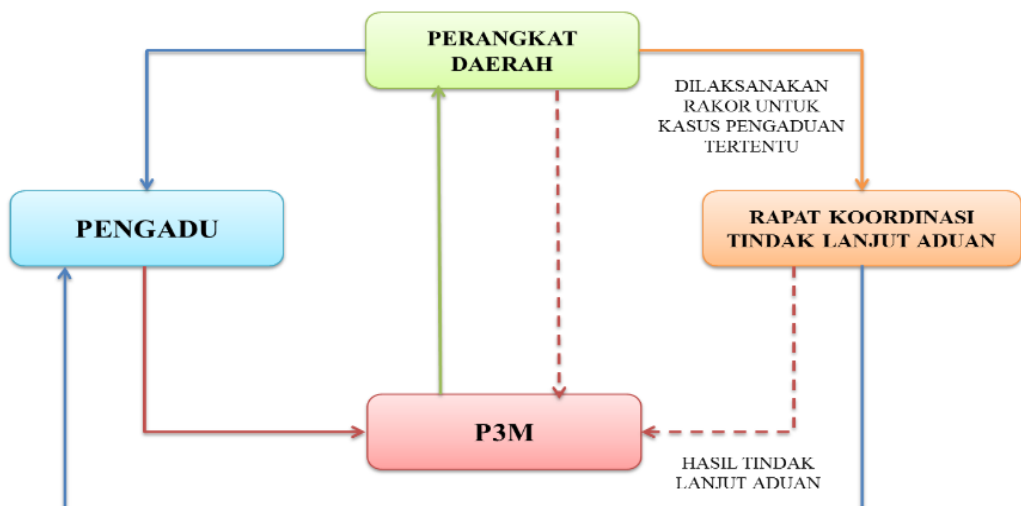 PERANGKAT
DAERAH
DILAKSANAKAN
RAKOR UNTUK
KASUS PENGADUAN
TERTENTU
PENGADU
RAPAT KOORDINASI
TINDAK LANJUT ADUAN
P3M
HASIL TINDAK
LANJUT ADUAN